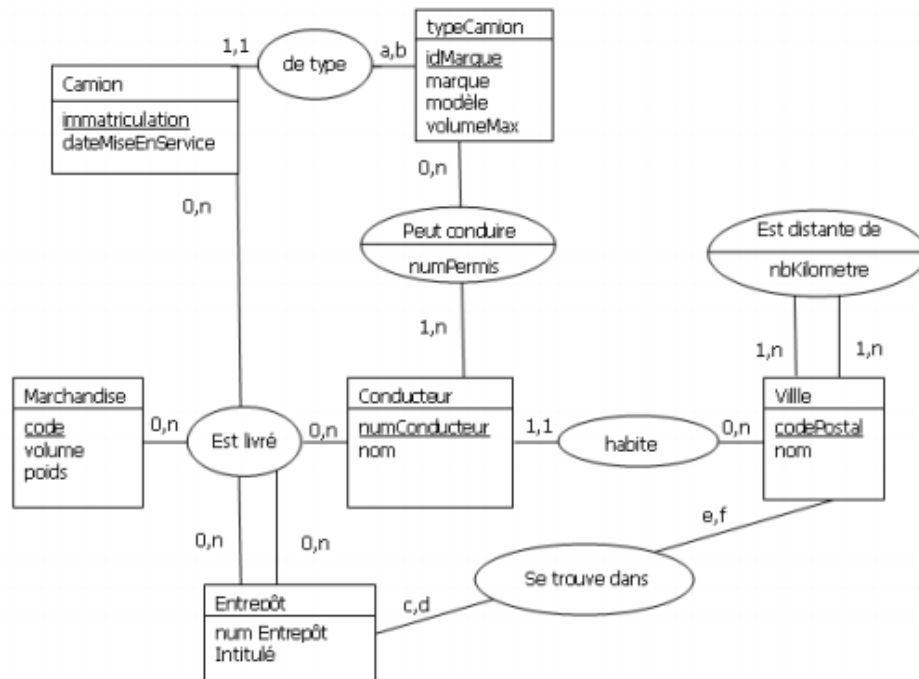 typeCamion
idMarque
marque
modèle
volumeMax
1,1
de type
a,b
Camion
immatriculation
dateMiseEnService
0,n
0,n
Peut conduire
numPermis
Est distante de
nbKilometre
1,n
1,n
1,n
Marchandise
code
volume
poids
0,n
Est livré
0,n
Conducteur
numConducteur
nom
1,1
habite
0,n
Villle
codePostal
nom
0,n
0,n
e,f
Se trouve dans
c,d
Entrepôt
num Entrepôt
Intitulé